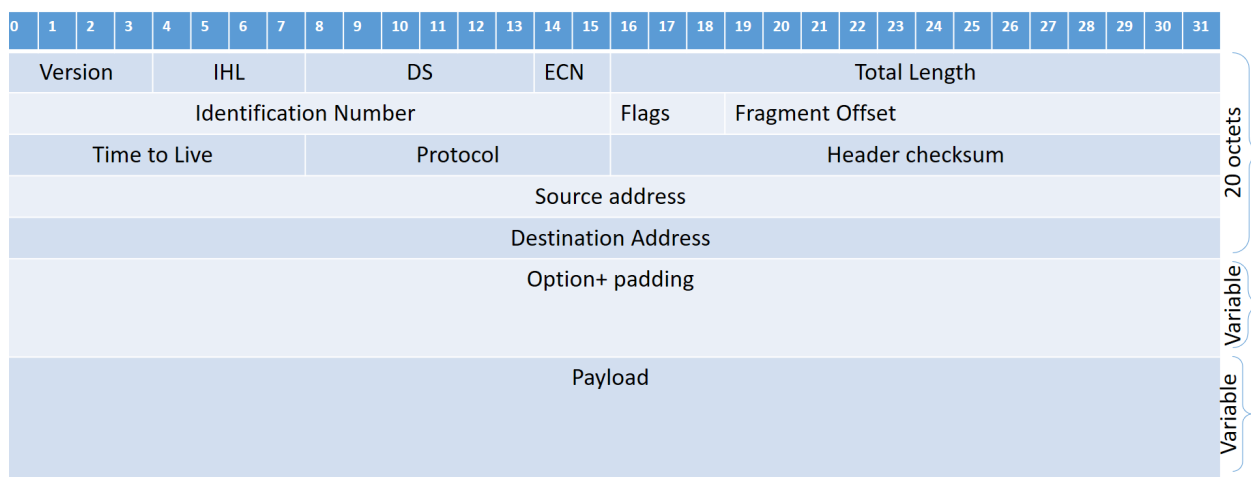 0 1 2 3 4 5 6 7 8 9 10 11 12 13 14 15 16 17 18 19 20 21 22 23 24 25 26 27 28 29 30 31
Version IHL DS ECN Total Length
Identification Number Flags Fragment Offset
Time to Live Protocol Header checksum
Source address
Destination Address
20 octets
Option+ padding
Variable
Payload
Variable